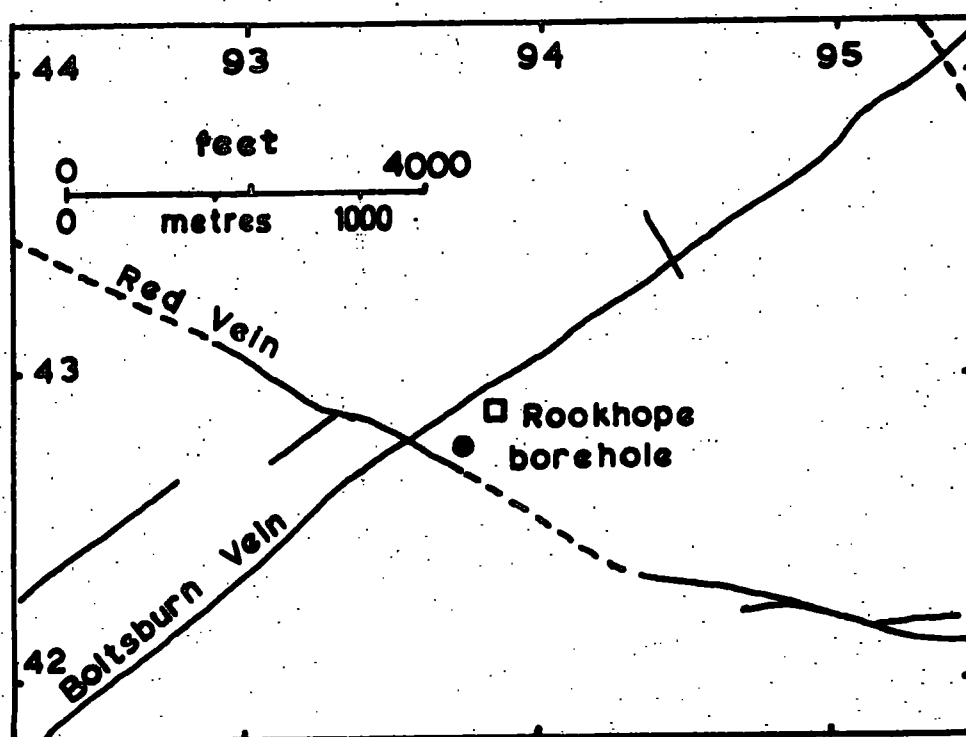 93 94 95
44
feet
0 4000
0 metres 1000
Red Vein
43
Rookhope
borehole
Boltsburn Vein
42